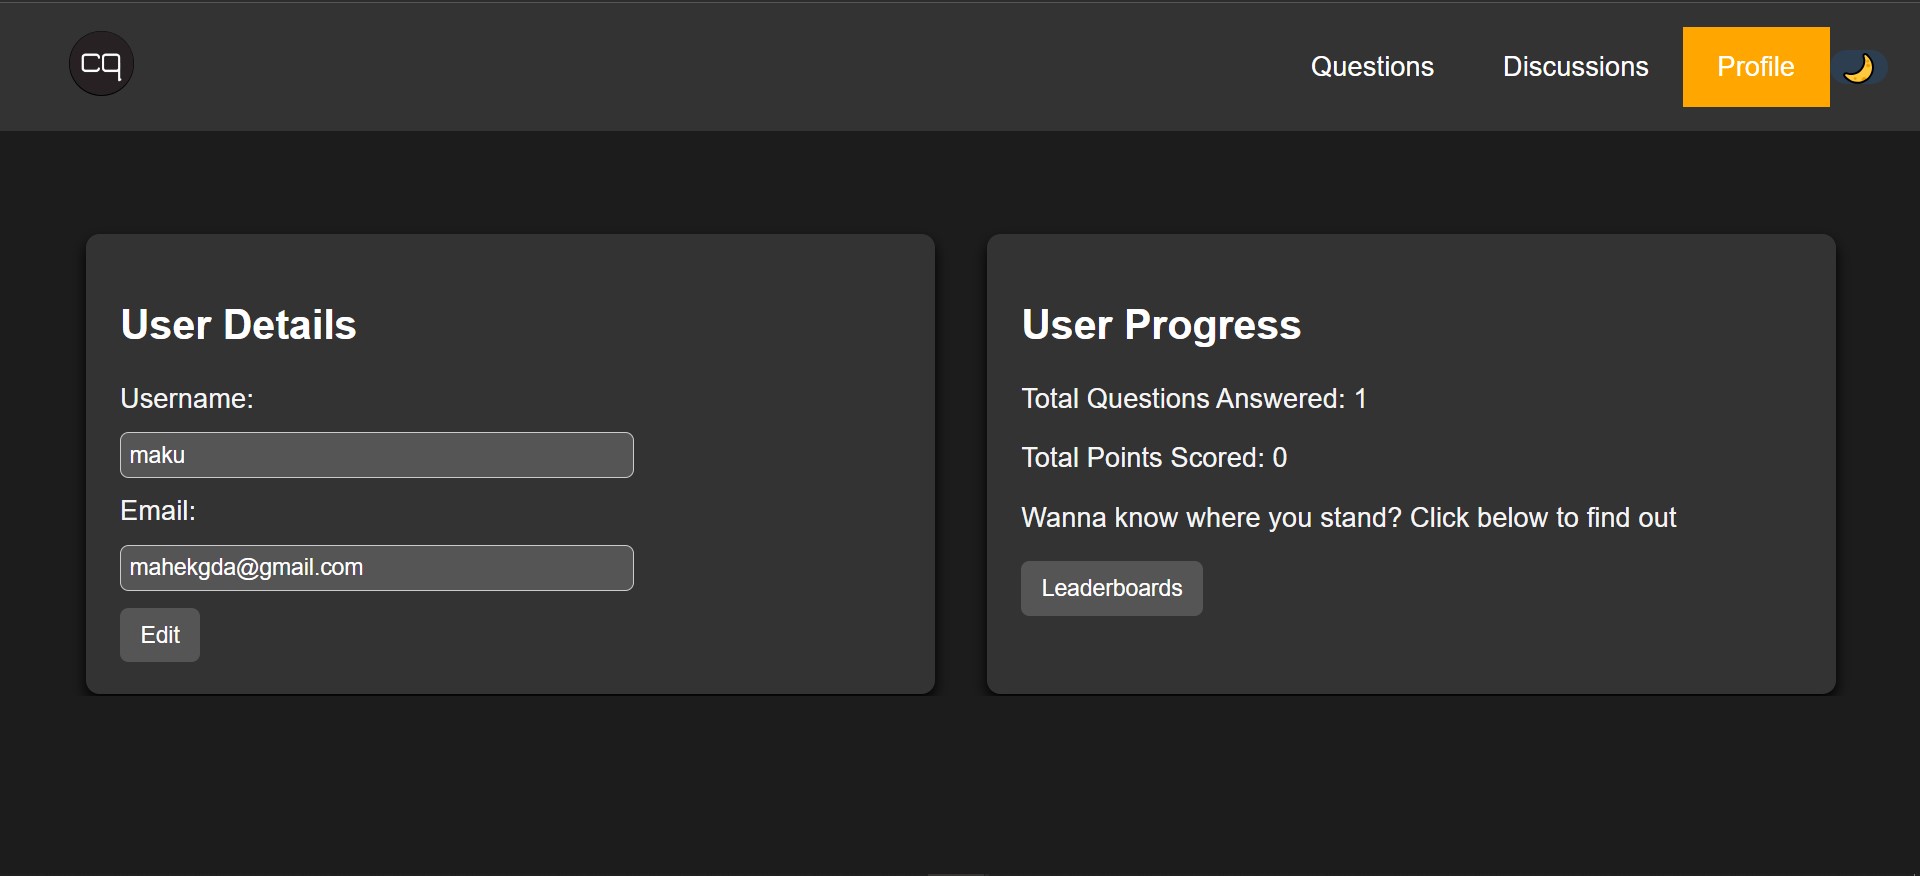 cq
Questions
Discussions
Profile
User Details
Username:
maku
Email:
mahekgda@gmail.com
Edit
User Progress
Total Questions Answered: 1
Total Points Scored: 0
Wanna know where you stand? Click below to find out
Leaderboards